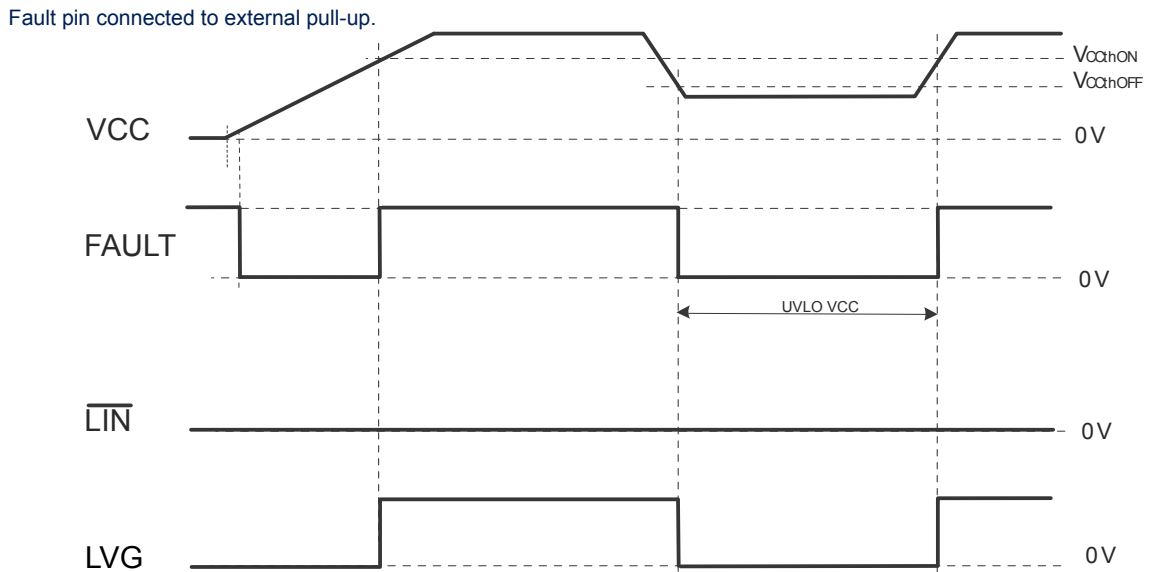 Fault pin connected to external pull-up.
VCCthON
VCCthOFF
VCC
0 V
FAULT
0 V
UVLO VCC
LIN
0 V
LVG
0 V